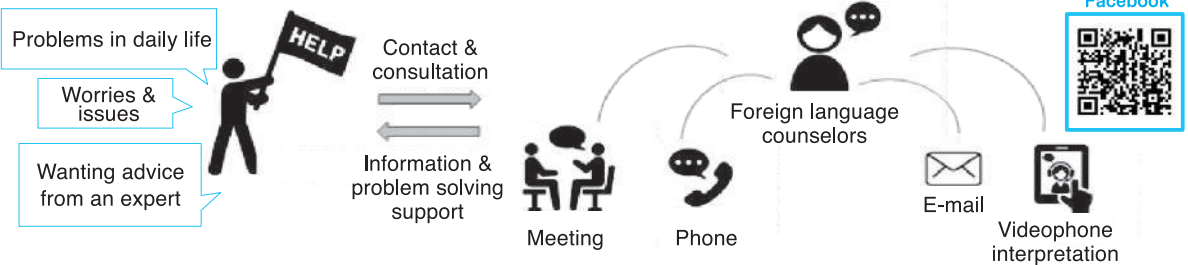 Problems in daily life
Worries &
issues
Wanting advice
from an expert
HELP
Contact &
consultation
Information &
problem solving
support
Meeting
Phone
Foreign language
counselors
E-mail
Videophone
interpretation
Facebook